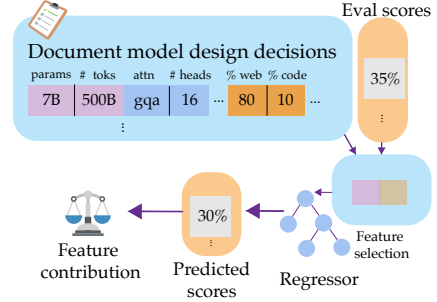 Eval scores
Document model design decisions
params # toks attn # heads % web % code
7B 500B gqa 16 ... 80 10 ...
⋮
35%
⋮
Feature
selection
Regressor
30%
⋮
Predicted
scores
Feature
contribution